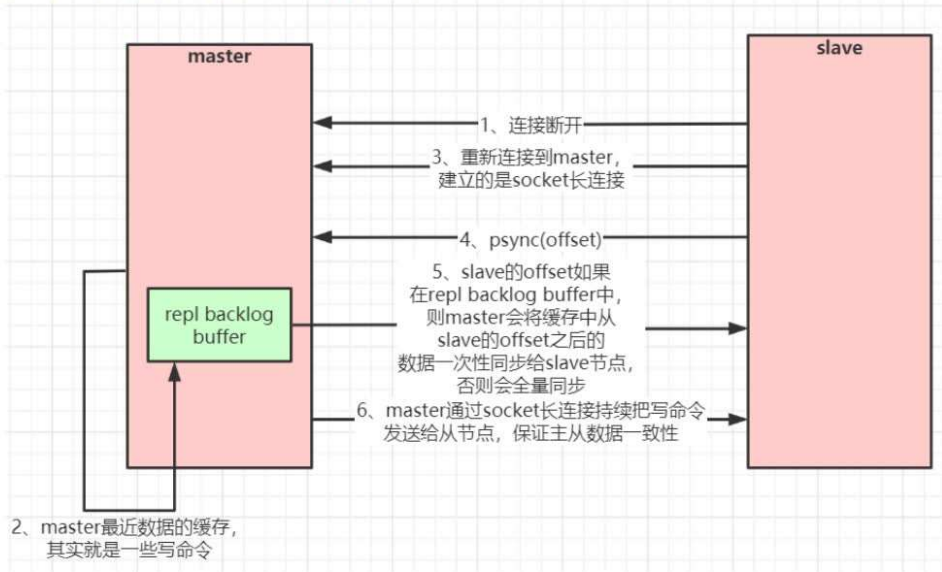 master
slave
1、连接断开
3、重新连接到master，
建立的是socket长连接
4、psync(offset)
5、slave的offset如果
在repl backlog buffer中，
则master会将缓存中从
slave的offset之后的
数据一次性同步给slave节点，
否则会全量同步
repl backlog
buffer
6、master通过socket长连接持续把写命令
发送给从节点，保证主从数据一致性
2、master最近数据的缓存，
其实就是一些写命令